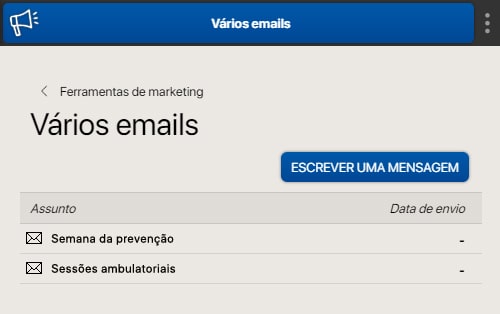 Vários emails
Ferramentas de marketing
Vários emails
ESCREVER UMA MENSAGEM
Assunto Data de envio
Semana da prevenção -
Sessões ambulatoriais -